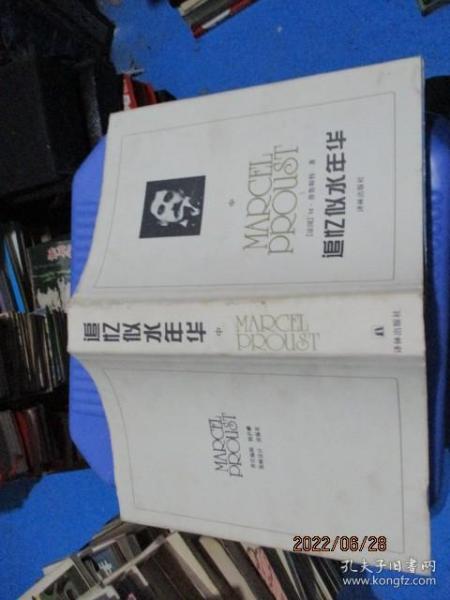 中
MARCEL
PROUST
[法国] M·普鲁斯特 著
追忆似水年华
译林出版社
追忆似水年华
中
MARCEL
PROUST
译林出版社
MARCEL
PROUST
2022/06/28
孔夫子旧书网
www.kongfz.com